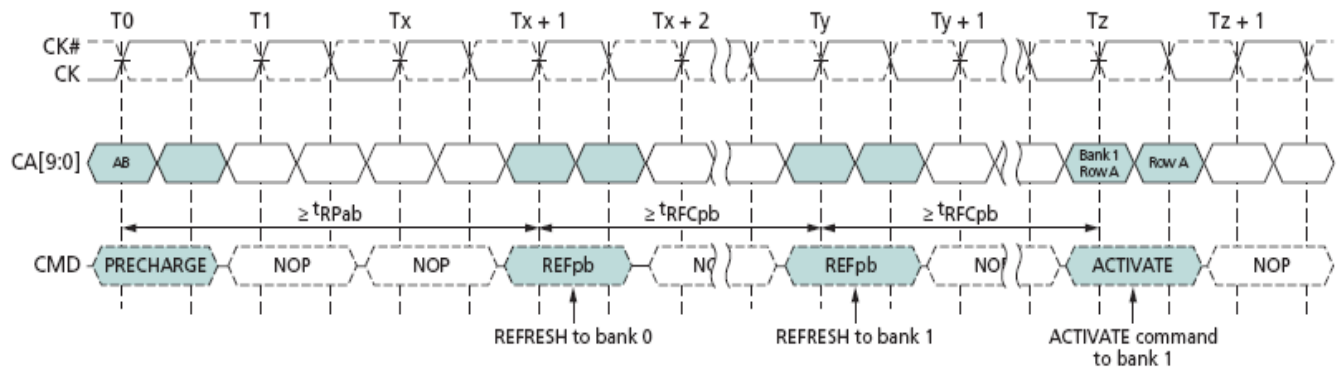 T0 T1 Tx Tx + 1 Tx + 2 Ty Ty + 1 Tz Tz + 1
CK#
CK
CA[9:0] AB Bank 1 Row A Row A
≥ tRPab ≥ tRFCpb ≥ tRFCpb
CMD PRECHARGE NOP NOP REFpb REFpb ACTIVATE NOP
REFRESH to bank 0 REFRESH to bank 1 ACTIVATE command
to bank 1